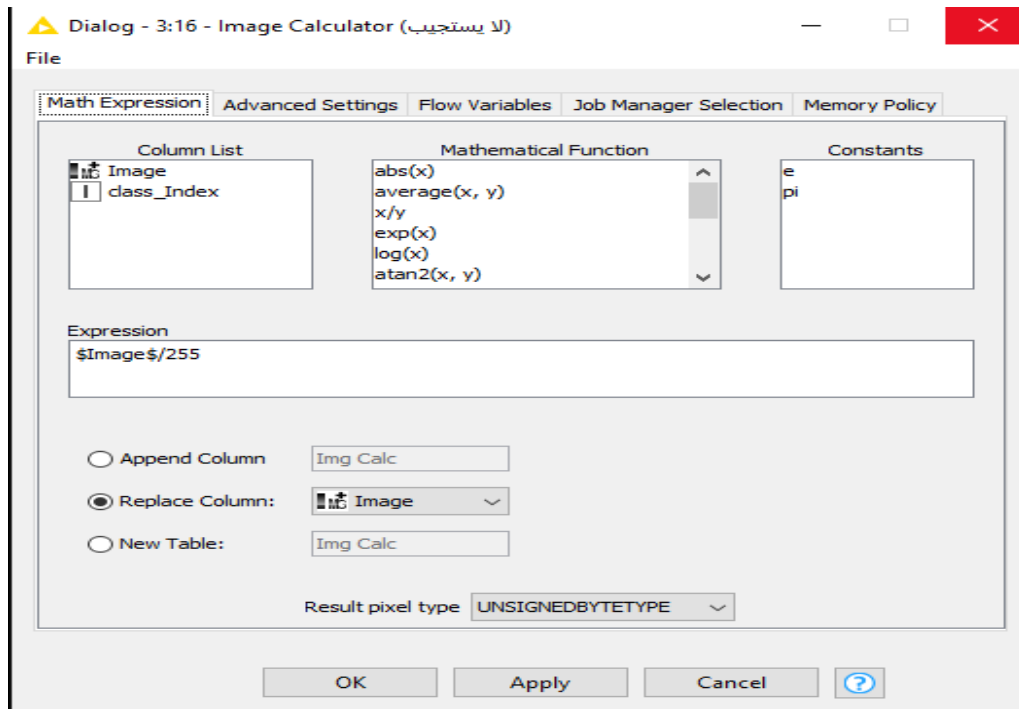 Dialog - 3:16 - Image Calculator (لا يستجيب)
File
Math Expression Advanced Settings Flow Variables Job Manager Selection Memory Policy
Column List Mathematical Function Constants
Image abs(x) e
I class_Index average(x, y) pi
x/y
exp(x)
log(x)
atan2(x, y)
Expression
$Image$/255
Append Column Img Calc
Replace Column: Image
New Table: Img Calc
Result pixel type UNSIGNEDBYTETYPE
OK Apply Cancel ?